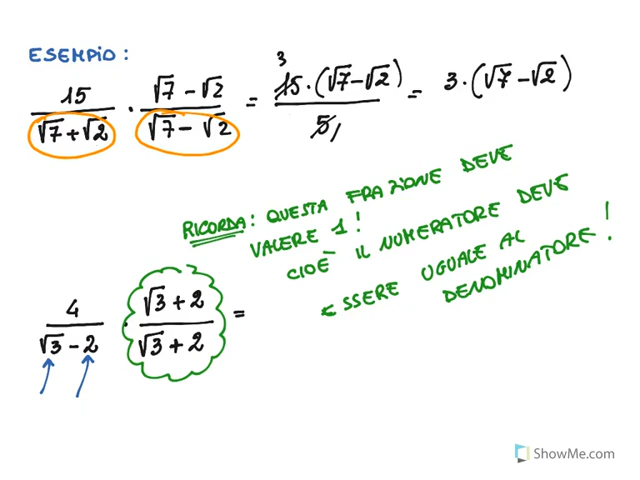 ESEMPIO:
15/(√7+√2) · (√7-√2)/(√7-√2) = 3 15·(√7-√2)/5 1 = 3·(√7-√2)
RICORDA: QUESTA FRAZIONE DEVE
VALERE 1!
CIOÈ IL NUMERATORE DEVE
ESSERE UGUALE AL
DENOMINATORE!
4/(√3-2) · (√3+2)/(√3+2) =
ShowMe.com